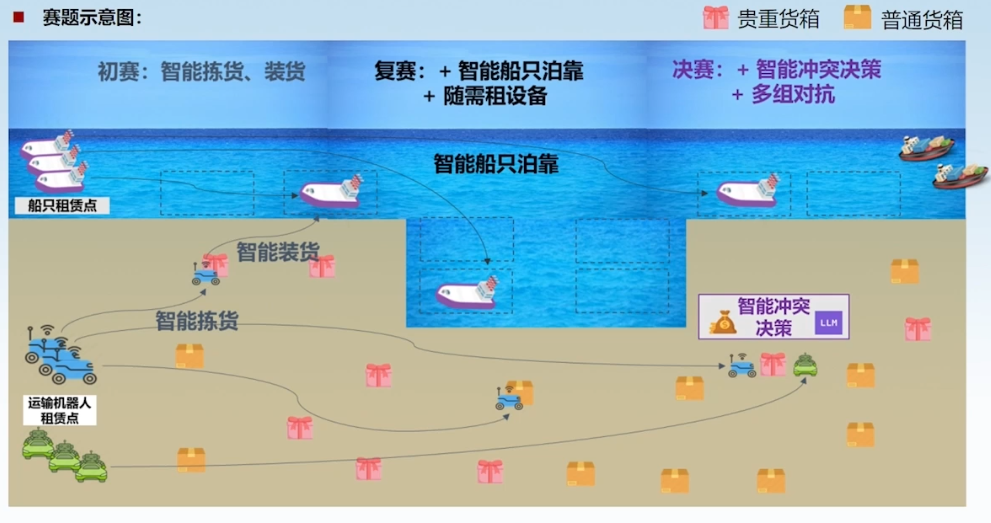 赛题示意图：
贵重货箱
普通货箱
初赛：智能拣货、装货
复赛：+ 智能船只泊靠
+ 随需租设备
决赛：+ 智能冲突决策
+ 多组对抗
智能船只泊靠
船只租赁点
智能装货
智能拣货
智能冲突
决策
LLM
运输机器人
租赁点